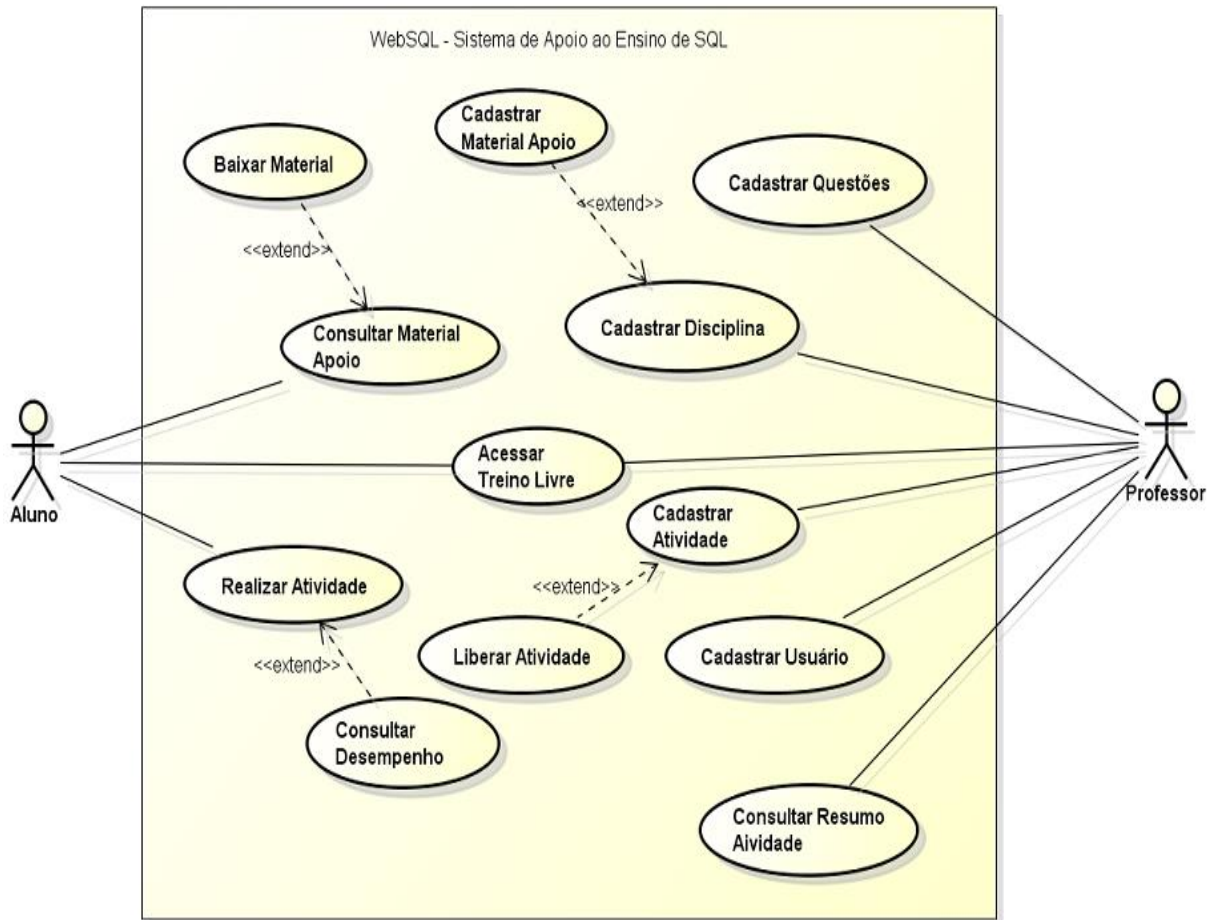 WebSQL - Sistema de Apoio ao Ensino de SQL
Cadastrar
Material Apoio
Baixar Material
Cadastrar Questões
<<extend>>
<<extend>>
Consultar Material
Apoio
Cadastrar Disciplina
Aluno
Acessar
Treino Livre
Professor
Cadastrar
Atividade
Realizar Atividade
<<extend>>
<<extend>>
Liberar Atividade
Cadastrar Usuário
Consultar
Desempenho
Consultar Resumo
Aividade